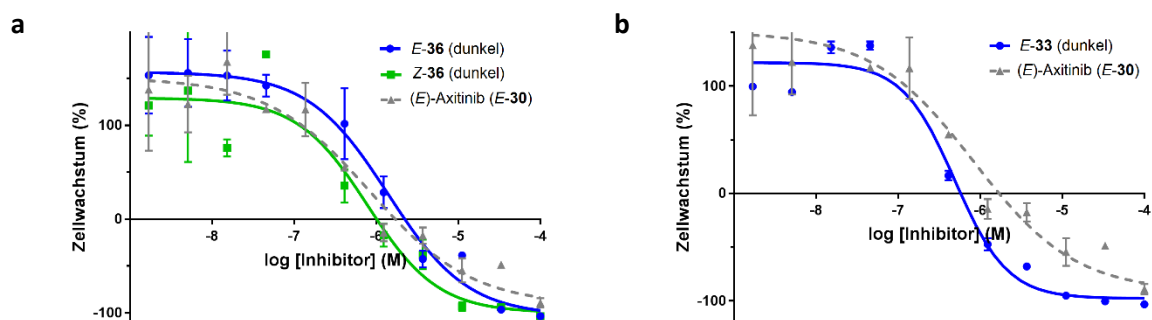 a
Zellwachstum (%)
100
0
-100
-8
-7
-6
-5
-4
log [Inhibitor] (M)
E-36 (dunkel)
Z-36 (dunkel)
(E)-Axitinib (E-30)
b
Zellwachstum (%)
100
0
-100
-8
-7
-6
-5
-4
log [Inhibitor] (M)
E-33 (dunkel)
(E)-Axitinib (E-30)